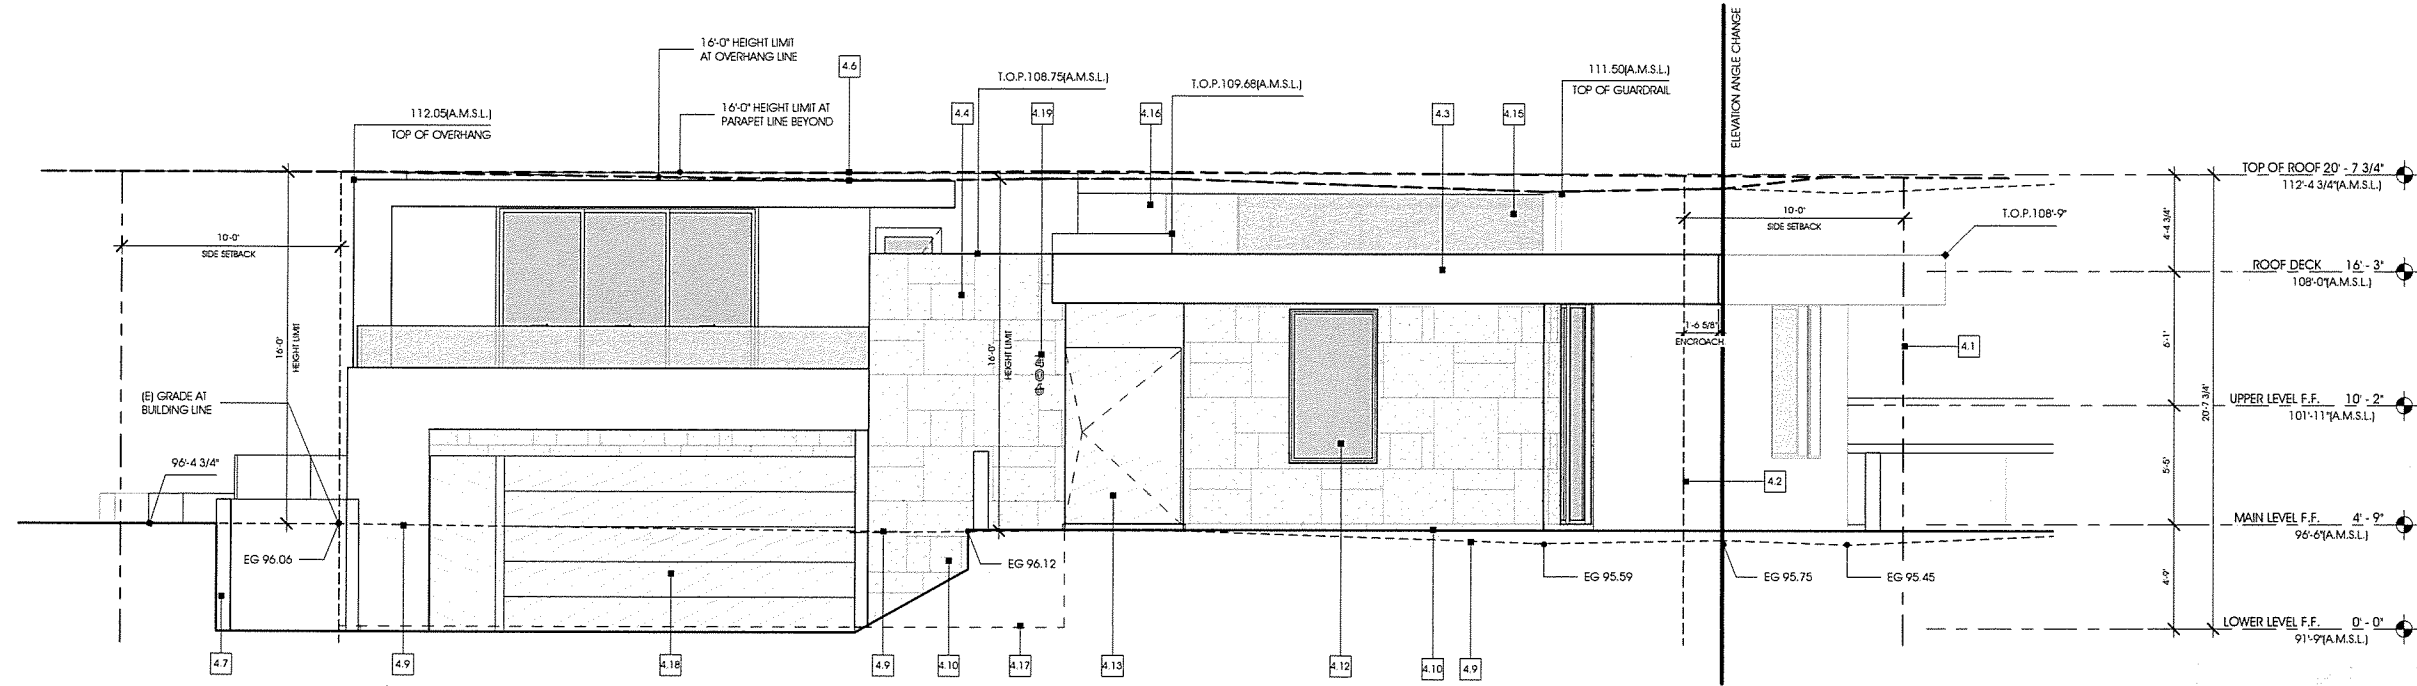 ELEVATION ANGLE CHANGE
16'-0" HEIGHT LIMIT
AT OVERHANG LINE
4.6
T.O.P.108.75(A.M.S.L.)
T.O.P.109.68(A.M.S.L.)
111.50(A.M.S.L.)
TOP OF GUARDRAIL
112.05(A.M.S.L.)
TOP OF OVERHANG
16'-0" HEIGHT LIMIT AT
PARAPET LINE BEYOND
4.4
4.19
4.16
4.3
4.15
TOP OF ROOF 20' - 7 3/4"
112'-4 3/4"(A.M.S.L.)
10'-0"
SIDE SETBACK
10'-0"
SIDE SETBACK
T.O.P.108'-9"
4'-4 3/4"
ROOF DECK 16' - 3"
108'-0"(A.M.S.L.)
16'-0"
HEIGHT LIMIT
16'-0"
HEIGHT LIMIT
1'-6 5/8"
ENCROACH
4.1
6'-1"
20'-7 3/4"
(E) GRADE AT
BUILDING LINE
UPPER LEVEL F.F. 10' - 2"
101'-11"(A.M.S.L.)
96'-4 3/4"
4.2
5'-5"
MAIN LEVEL F.F. 4' - 9"
96'-6"(A.M.S.L.)
EG 96.06
EG 96.12
EG 95.59
EG 95.75
EG 95.45
4'-9"
LOWER LEVEL F.F. 0' - 0"
91'-9"(A.M.S.L.)
4.7
4.9
4.18
4.9
4.10
4.17
4.13
4.12
4.10
4.9